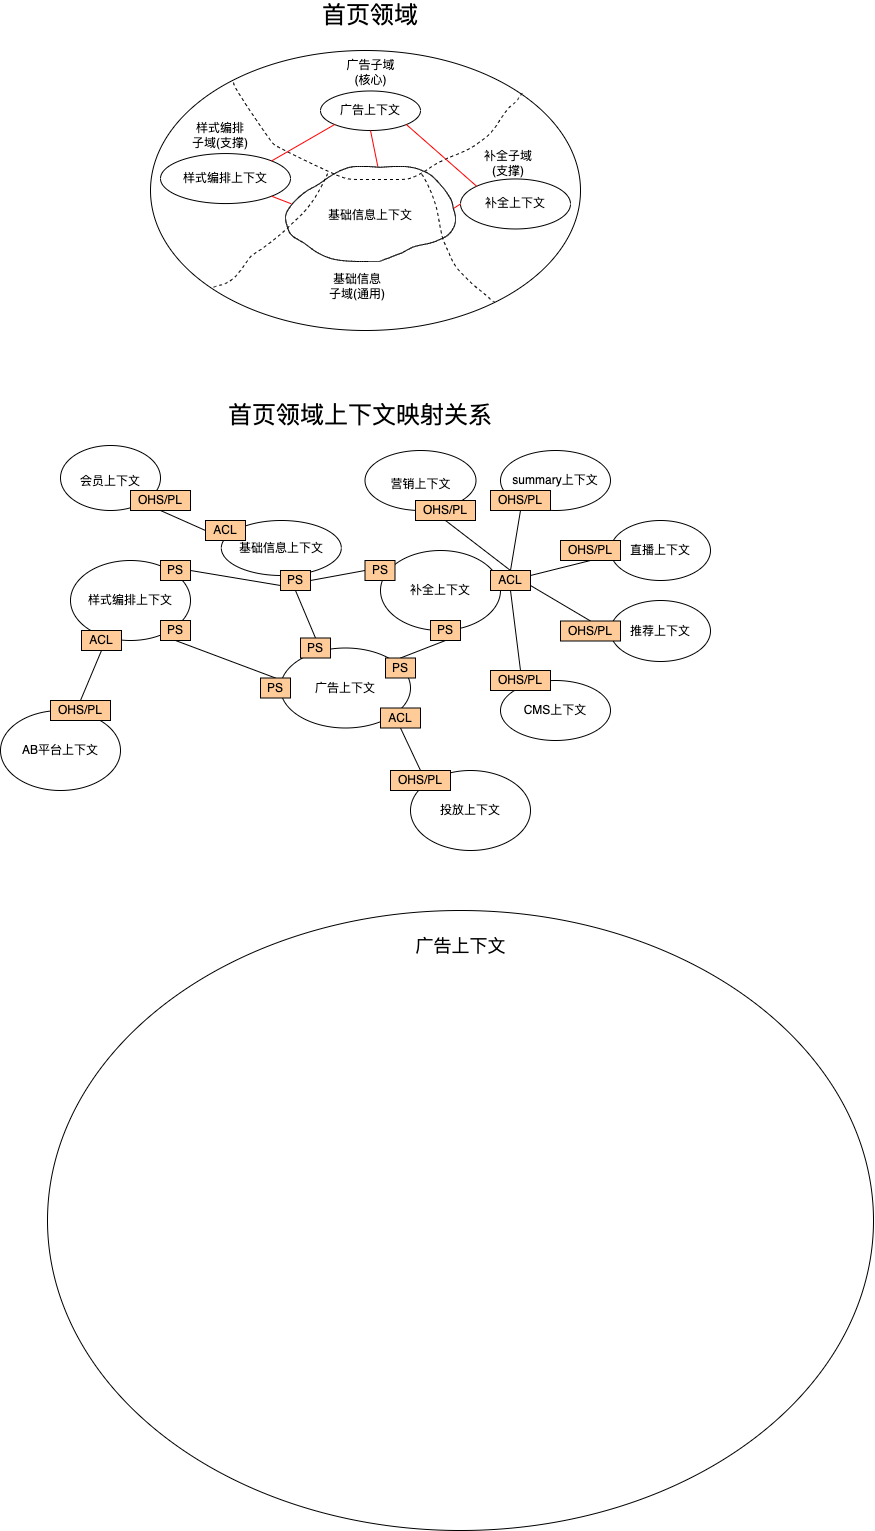 首页领域
广告子域
(核心)
广告上下文
样式编排
子域(支撑)
补全子域
(支撑)
样式编排上下文
补全上下文
基础信息上下文
基础信息
子域(通用)
首页领域上下文映射关系
会员上下文
OHS/PL
营销上下文
OHS/PL
summary上下文
OHS/PL
ACL
基础信息上下文
OHS/PL
直播上下文
PS
PS
PS
ACL
样式编排上下文
补全上下文
PS
PS
OHS/PL
推荐上下文
ACL
PS
PS
PS
广告上下文
OHS/PL
CMS上下文
OHS/PL
ACL
AB平台上下文
OHS/PL
投放上下文
广告上下文